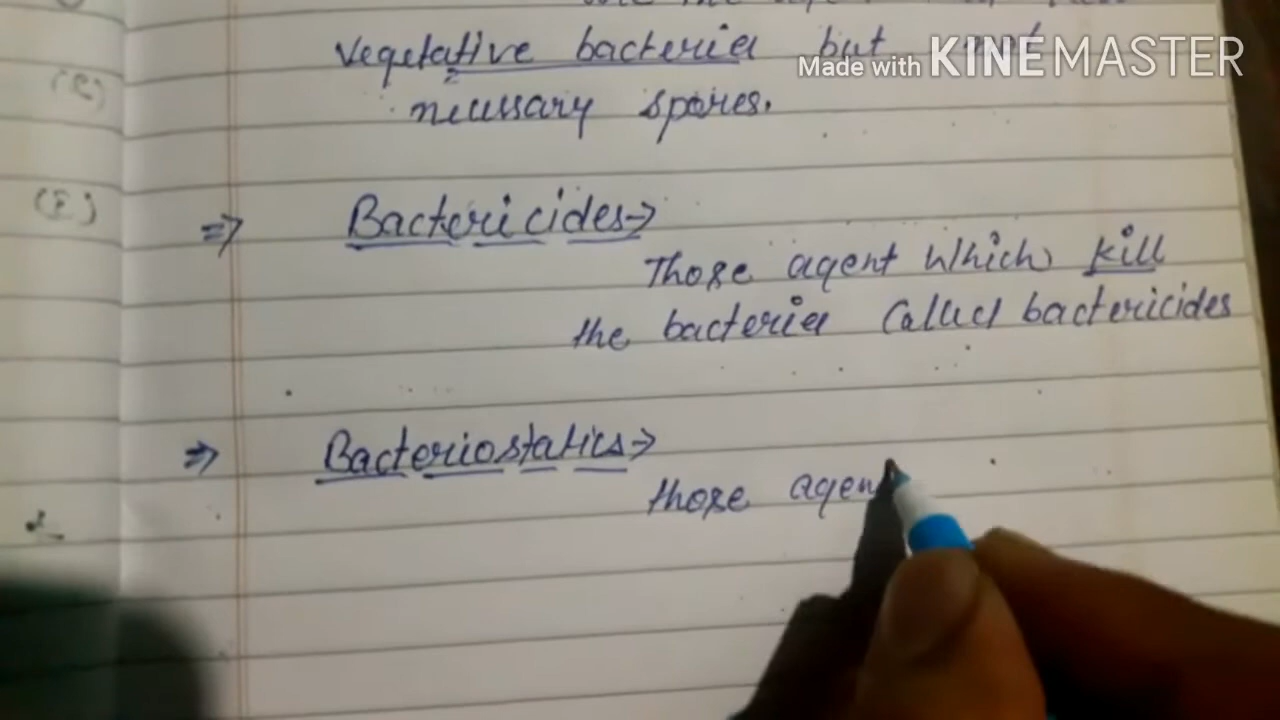 vegetative bacteria but not
Made with KINEMASTER
necessary spores.
⇒ Bactericides→
Those agent which kill
the bacteria called bactericides
⇒ Bacteriostatics→
those agen